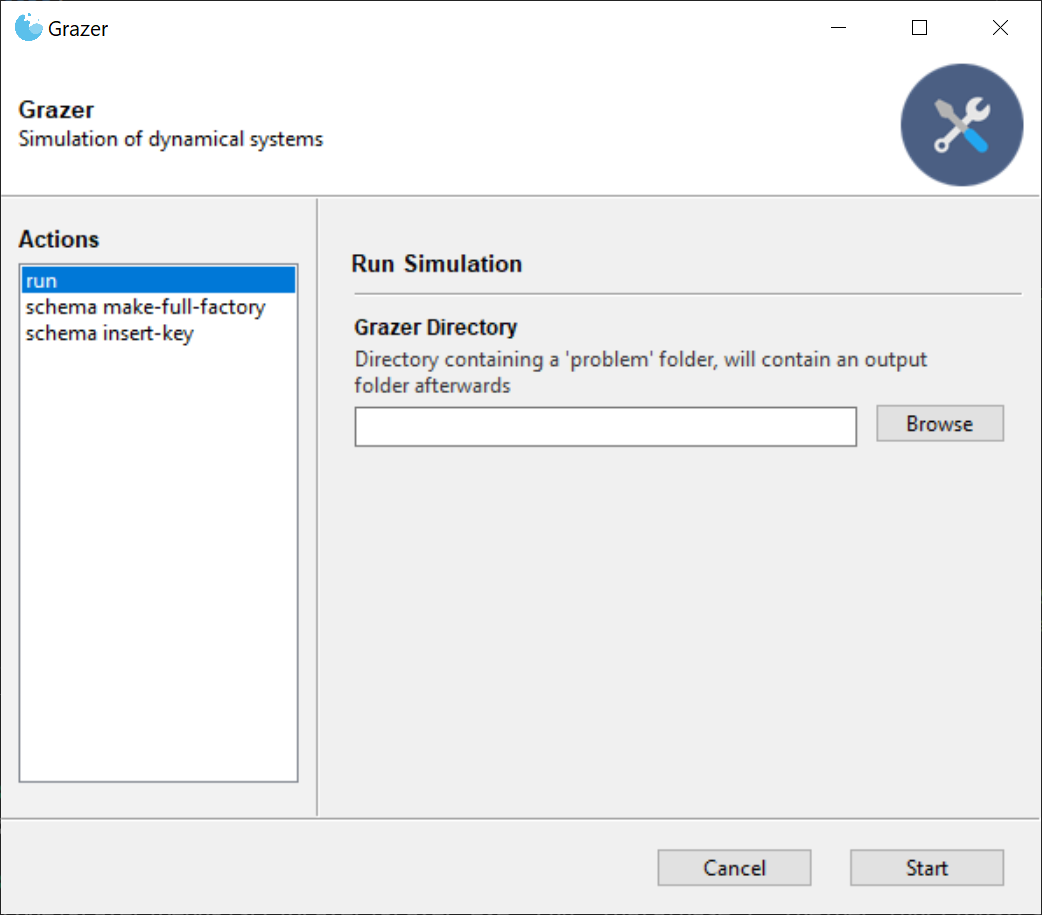 Grazer
Grazer
Simulation of dynamical systems
Actions
run
schema make-full-factory
schema insert-key
Run Simulation
Grazer Directory
Directory containing a 'problem' folder, will contain an output
folder afterwards
Browse
Cancel
Start